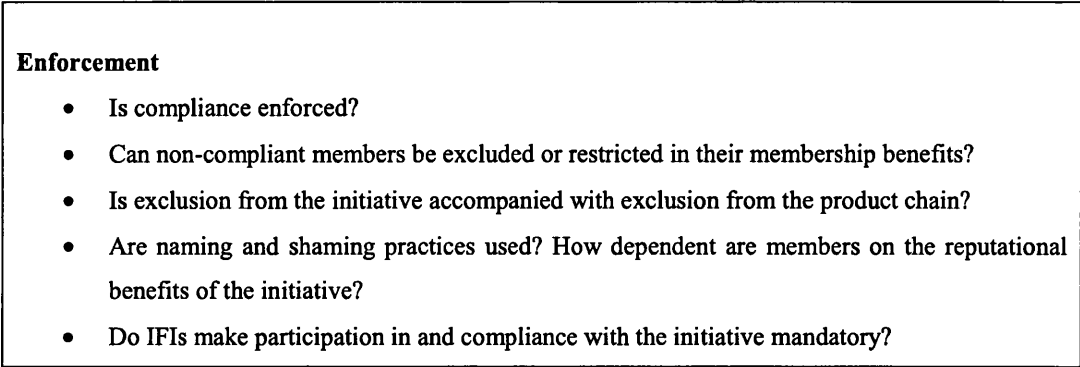 Enforcement
• Is compliance enforced?
• Can non-compliant members be excluded or restricted in their membership benefits?
• Is exclusion from the initiative accompanied with exclusion from the product chain?
• Are naming and shaming practices used? How dependent are members on the reputational
benefits of the initiative?
• Do IFIs make participation in and compliance with the initiative mandatory?